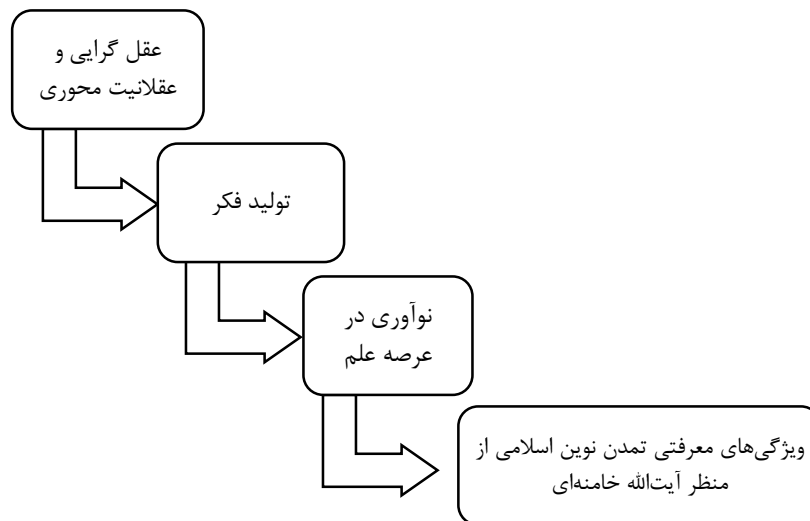 عقل گرایی و
عقلانیت محوری
تولید فکر
نوآوری در
عرصه علم
ویژگی‌های معرفتی تمدن نوین اسلامی از
منظر آیت‌الله خامنه‌ای